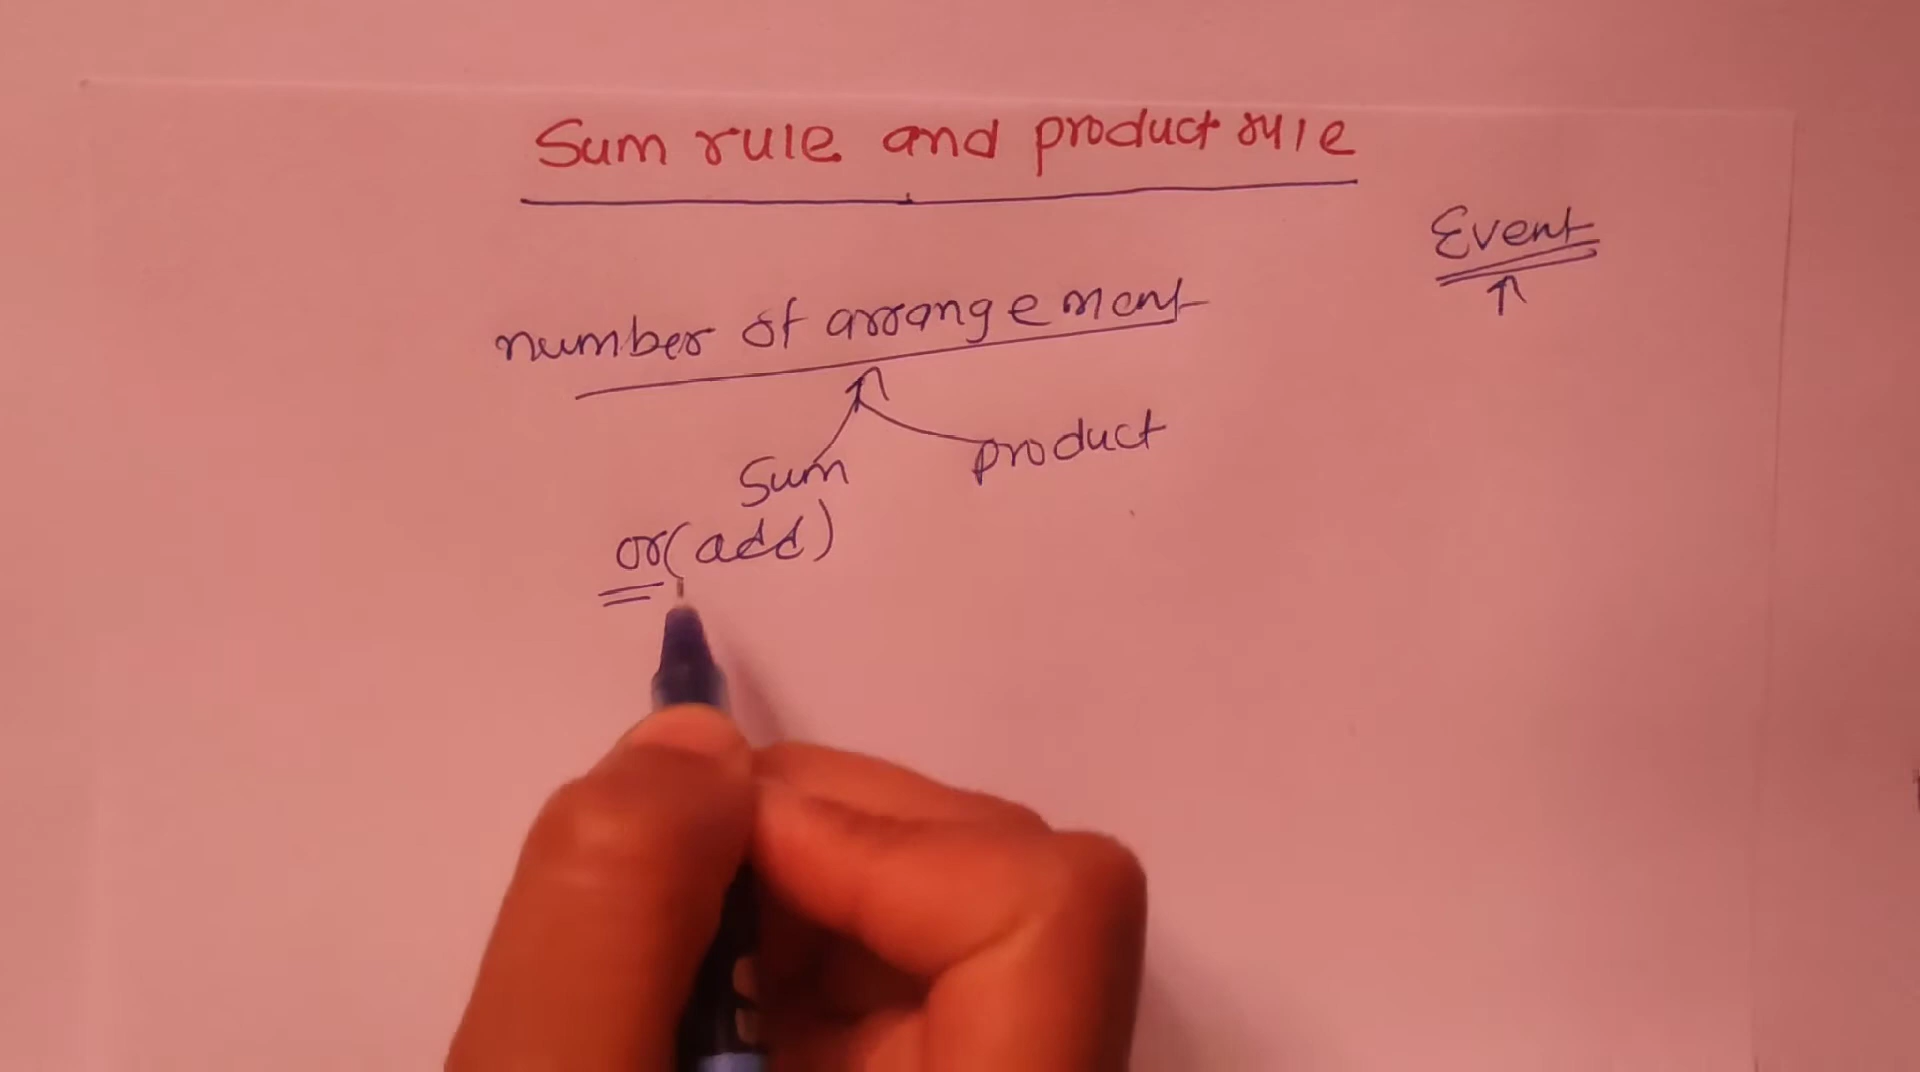 Sum rule and product rule
Event
number of arrangement
Sum product
or (add)